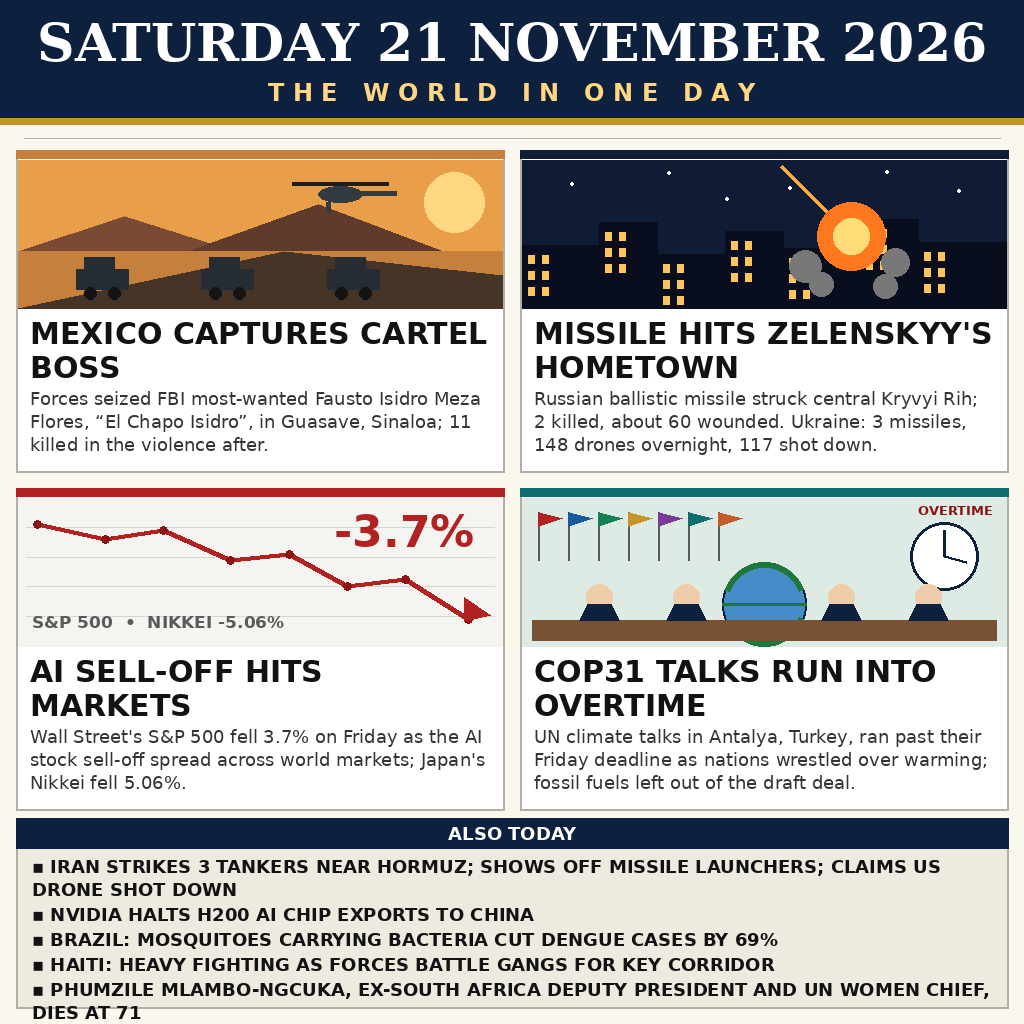 SATURDAY 21 NOVEMBER 2026
THE WORLD IN ONE DAY
MEXICO CAPTURES CARTEL
BOSS
Forces seized FBI most-wanted Fausto Isidro Meza
Flores, “El Chapo Isidro”, in Guasave, Sinaloa; 11
killed in the violence after.
MISSILE HITS ZELENSKYY'S
HOMETOWN
Russian ballistic missile struck central Kryvyi Rih;
2 killed, about 60 wounded. Ukraine: 3 missiles,
148 drones overnight, 117 shot down.
-3.7%
S&P 500 • NIKKEI -5.06%
AI SELL-OFF HITS
MARKETS
Wall Street's S&P 500 fell 3.7% on Friday as the AI
stock sell-off spread across world markets; Japan's
Nikkei fell 5.06%.
OVERTIME
COP31 TALKS RUN INTO
OVERTIME
UN climate talks in Antalya, Turkey, ran past their
Friday deadline as nations wrestled over warming;
fossil fuels left out of the draft deal.
ALSO TODAY
▪ IRAN STRIKES 3 TANKERS NEAR HORMUZ; SHOWS OFF MISSILE LAUNCHERS; CLAIMS US
DRONE SHOT DOWN
▪ NVIDIA HALTS H200 AI CHIP EXPORTS TO CHINA
▪ BRAZIL: MOSQUITOES CARRYING BACTERIA CUT DENGUE CASES BY 69%
▪ HAITI: HEAVY FIGHTING AS FORCES BATTLE GANGS FOR KEY CORRIDOR
▪ PHUMZILE MLAMBO-NGCUKA, EX-SOUTH AFRICA DEPUTY PRESIDENT AND UN WOMEN CHIEF,
DIES AT 71